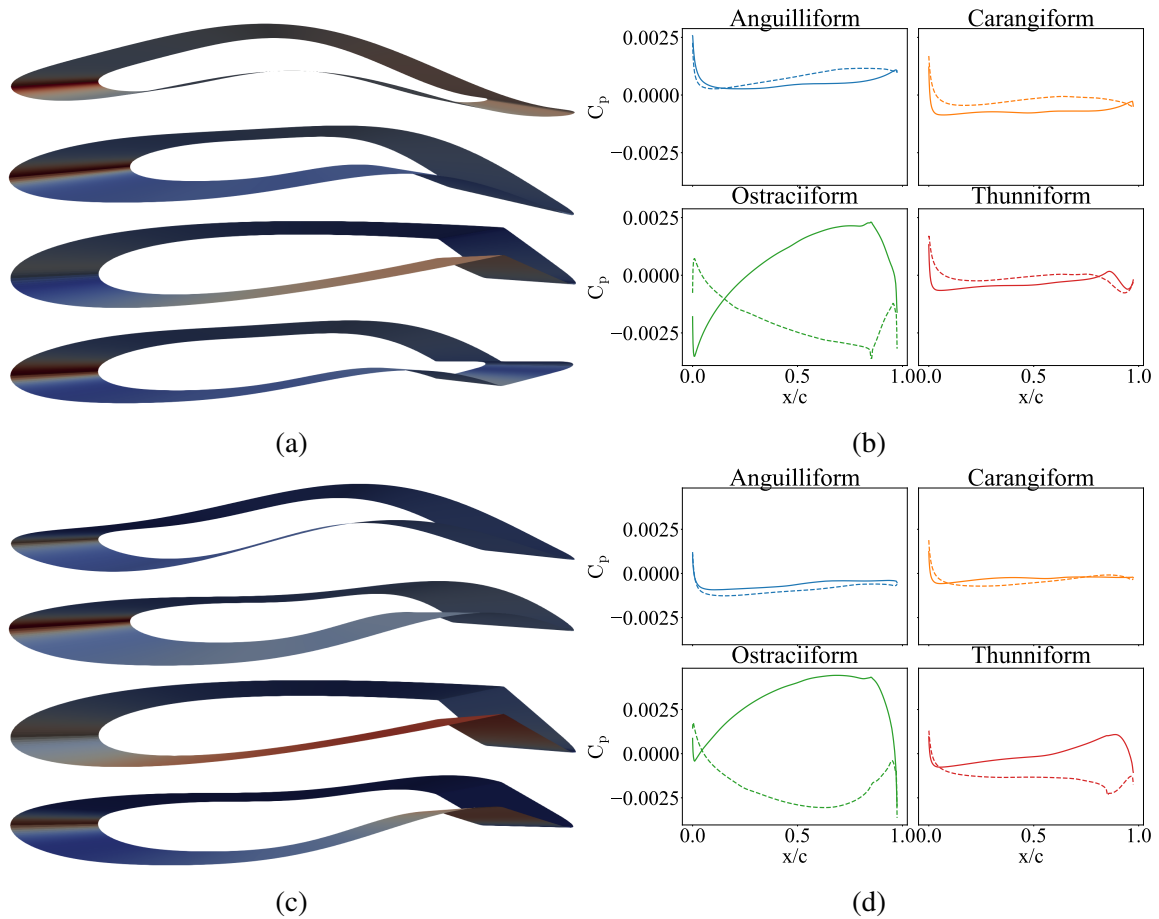 Anguilliform Carangiform
0.0025
0.0000
−0.0025
C_p
Ostraciiform Thunniform
0.0025
0.0000
−0.0025
C_p
0.0 0.5 1.0 0.0 0.5 1.0
x/c x/c
(a) (b)
Anguilliform Carangiform
0.0025
0.0000
−0.0025
C_p
Ostraciiform Thunniform
0.0025
0.0000
−0.0025
C_p
0.0 0.5 1.0 0.0 0.5 1.0
x/c x/c
(c) (d)